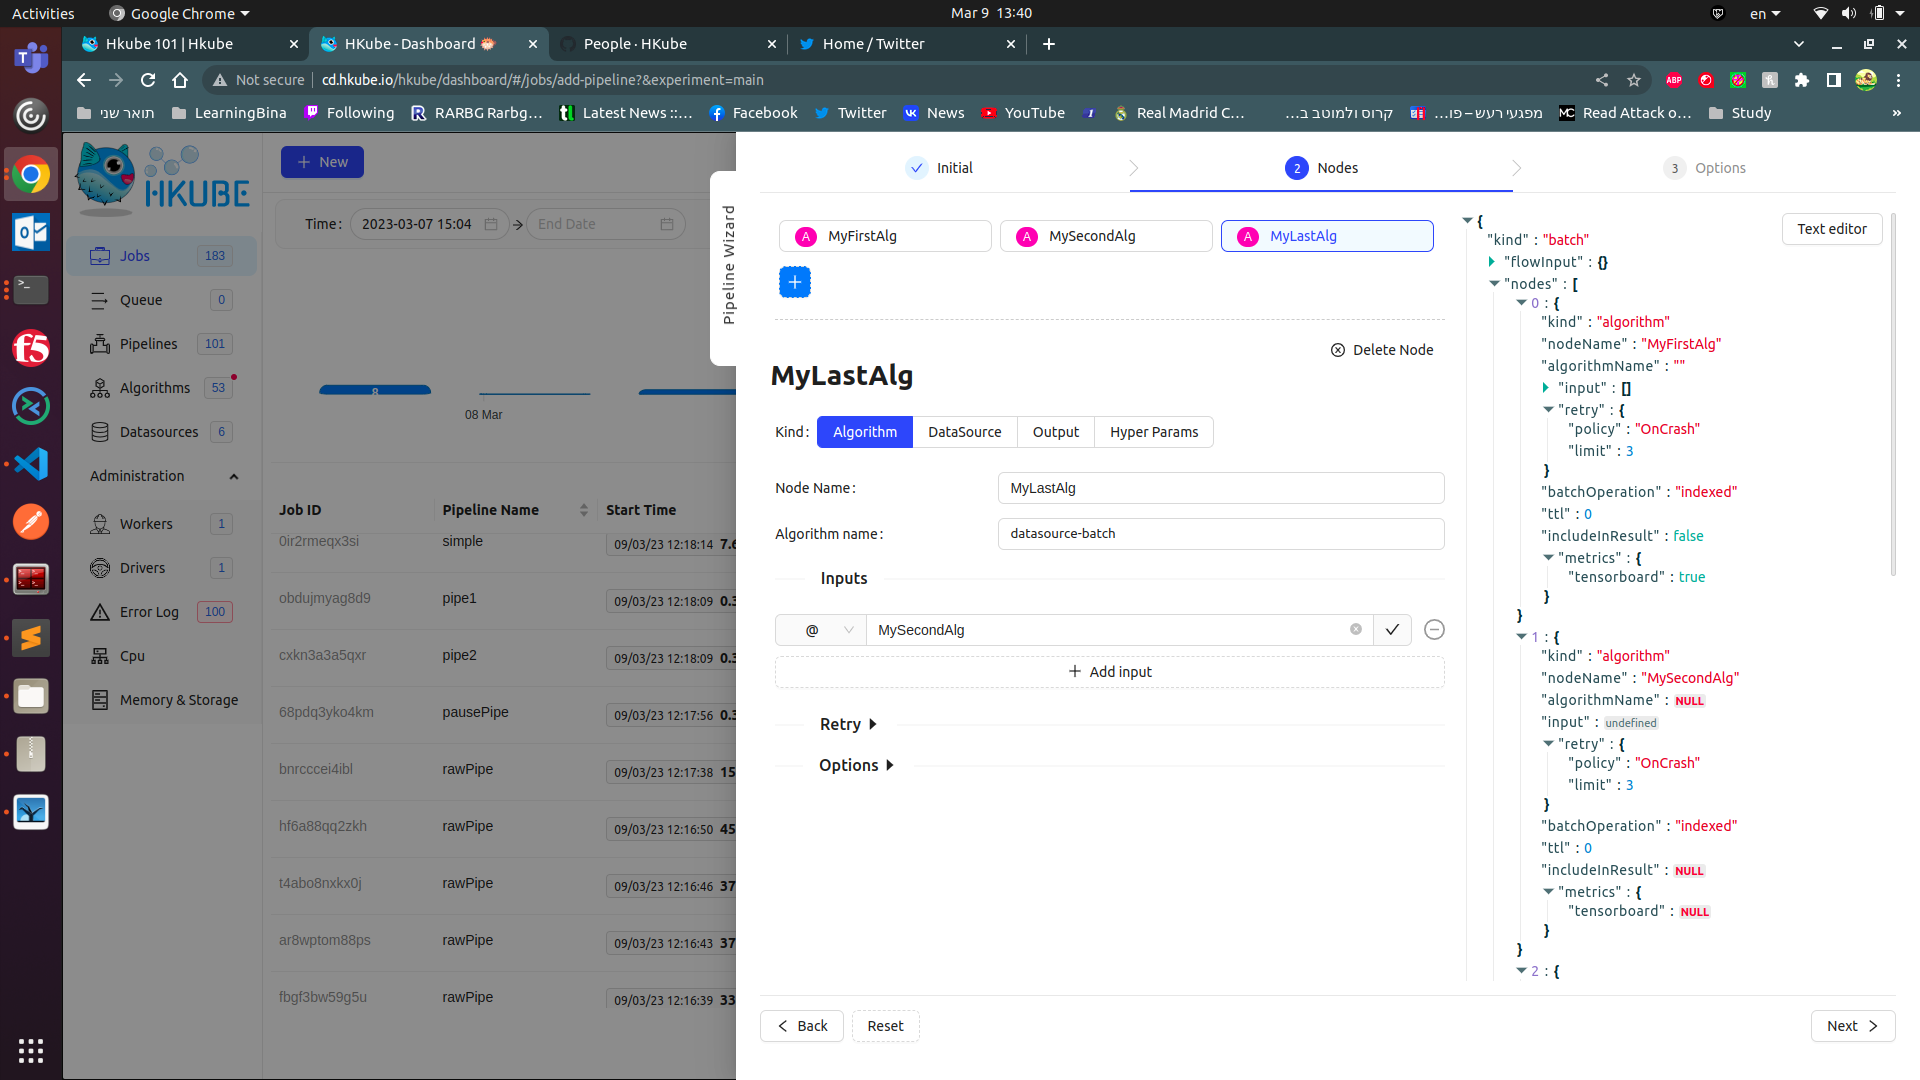 Activities
Google Chrome
Mar 9 13:40
en
Hkube 101 | Hkube
HKube - Dashboard 🐡
People · HKube
Home / Twitter
Not secure
cd.hkube.io/hkube/dashboard/#/jobs/add-pipeline?&experiment=main
ABP
תואר שני
LearningBina
Following
RARBG Rarbg...
Latest News ::...
Facebook
Twitter
News
YouTube
Real Madrid C...
קרוס ולמוטב ב...
מפגעי רעש – פו...
Read Attack o...
Study
»
HKUBE
Jobs 183
Queue 0
Pipelines 101
Algorithms 53
Datasources 6
Administration
Workers 1
Drivers 1
Error Log 100
Cpu
Memory & Storage
+ New
Time: 2023-03-07 15:04 → End Date
8
08 Mar
Job ID Pipeline Name Start Time
0ir2rmeqx3si simple 09/03/23 12:18:14 7.6
obdujmyag8d9 pipe1 09/03/23 12:18:09 0.3
cxkn3a3a5qxr pipe2 09/03/23 12:18:09 0.3
68pdq3yko4km pausePipe 09/03/23 12:17:56 0.3
bnrcccei4ibl rawPipe 09/03/23 12:17:38 15
hf6a88qq2zkh rawPipe 09/03/23 12:16:50 45
t4abo8nxkx0j rawPipe 09/03/23 12:16:46 37
ar8wptom88ps rawPipe 09/03/23 12:16:43 37
fbgf3bw59g5u rawPipe 09/03/23 12:16:39 33
Pipeline Wizard
Initial
2 Nodes
3 Options
A MyFirstAlg
A MySecondAlg
A MyLastAlg
+
Delete Node
MyLastAlg
Kind: Algorithm DataSource Output Hyper Params
Node Name: MyLastAlg
Algorithm name: datasource-batch
Inputs
@ MySecondAlg
+ Add input
Retry
Options
Text editor
{
"kind" : "batch"
"flowInput" : {}
"nodes" : [
0 : {
"kind" : "algorithm"
"nodeName" : "MyFirstAlg"
"algorithmName" : ""
"input" : []
"retry" : {
"policy" : "OnCrash"
"limit" : 3
}
"batchOperation" : "indexed"
"ttl" : 0
"includeInResult" : false
"metrics" : {
"tensorboard" : true
}
}
1 : {
"kind" : "algorithm"
"nodeName" : "MySecondAlg"
"algorithmName" : NULL
"input" : undefined
"retry" : {
"policy" : "OnCrash"
"limit" : 3
}
"batchOperation" : "indexed"
"ttl" : 0
"includeInResult" : NULL
"metrics" : {
"tensorboard" : NULL
}
}
2 : {
Back
Reset
Next